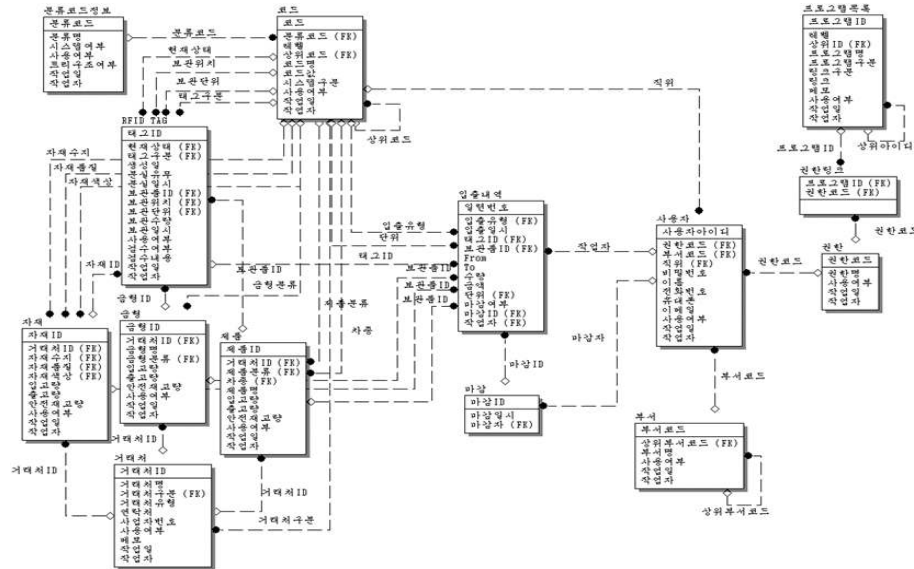 분류코드정보
분류코드
분류명
시스템여부
사용여부
트리구조여부
작업일
작업자
분류코드
현재상태
보관위치
보관단위
태그구분
코드
코드
분류코드 (FK)
레벨
상위코드 (FK)
코드명
코드값
시스템구분
사용여부
작업일
작업자
상위코드
직위
프로그램목록
프로그램ID
레벨
상위ID (FK)
프로그램명
프로그램구분
링크구분
링크
메모
사용여부
작업일
작업자
상위아이디
프로그램ID
권한링크
프로그램ID (FK)
권한코드 (FK)
권한코드
권한
권한코드
권한명
사용여부
작업일
작업자
권한코드
RFID TAG
태그ID
현재상태 (FK)
태그구분 (FK)
생성일
분실유무
분실일시
보관품ID (FK)
보관위치 (FK)
보관단위 (FK)
보관수량
보관일시
사용여부
검수여부
검수내용
작업일
작업자
자재수지
자재품질
자재색상
자재ID
금형ID
보관품ID
금형분류
제품분류
차종
입출유형
단위
태그ID
보관품ID
보관품ID
보관품ID
입출내역
일련번호
입출유형 (FK)
입출일시
태그ID (FK)
보관품ID (FK)
From
To
수량
금액
단위 (FK)
마감여부
마감ID (FK)
작업자 (FK)
작업자
마감자
마감ID
마감
마감ID
마감일시
마감자 (FK)
사용자
사용자아이디
권한코드 (FK)
부서코드 (FK)
직위 (FK)
비밀번호
이름
전화번호
휴대폰
이메일
사용여부
작업일
작업자
부서코드
부서
부서코드
상위부서코드 (FK)
부서명
사용여부
작업일
작업자
상위부서코드
자재
자재ID
거래처ID (FK)
자재수지 (FK)
자재품질 (FK)
자재색상 (FK)
입고량
출고량
안전재고량
사용여부
작업일
작업자
금형
금형ID
거래처ID (FK)
금형명
금형분류 (FK)
입고량
출고량
안전재고량
사용여부
작업일
작업자
제품
제품ID
거래처ID (FK)
제품분류 (FK)
차종 (FK)
제품명
입고량
출고량
안전재고량
사용여부
작업일
작업자
거래처ID
거래처ID
거래처ID
거래처구분
거래처
거래처ID
거래처명
거래처구분 (FK)
거래처유형
연락처
사업자번호
사용여부
메모
작업일
작업자